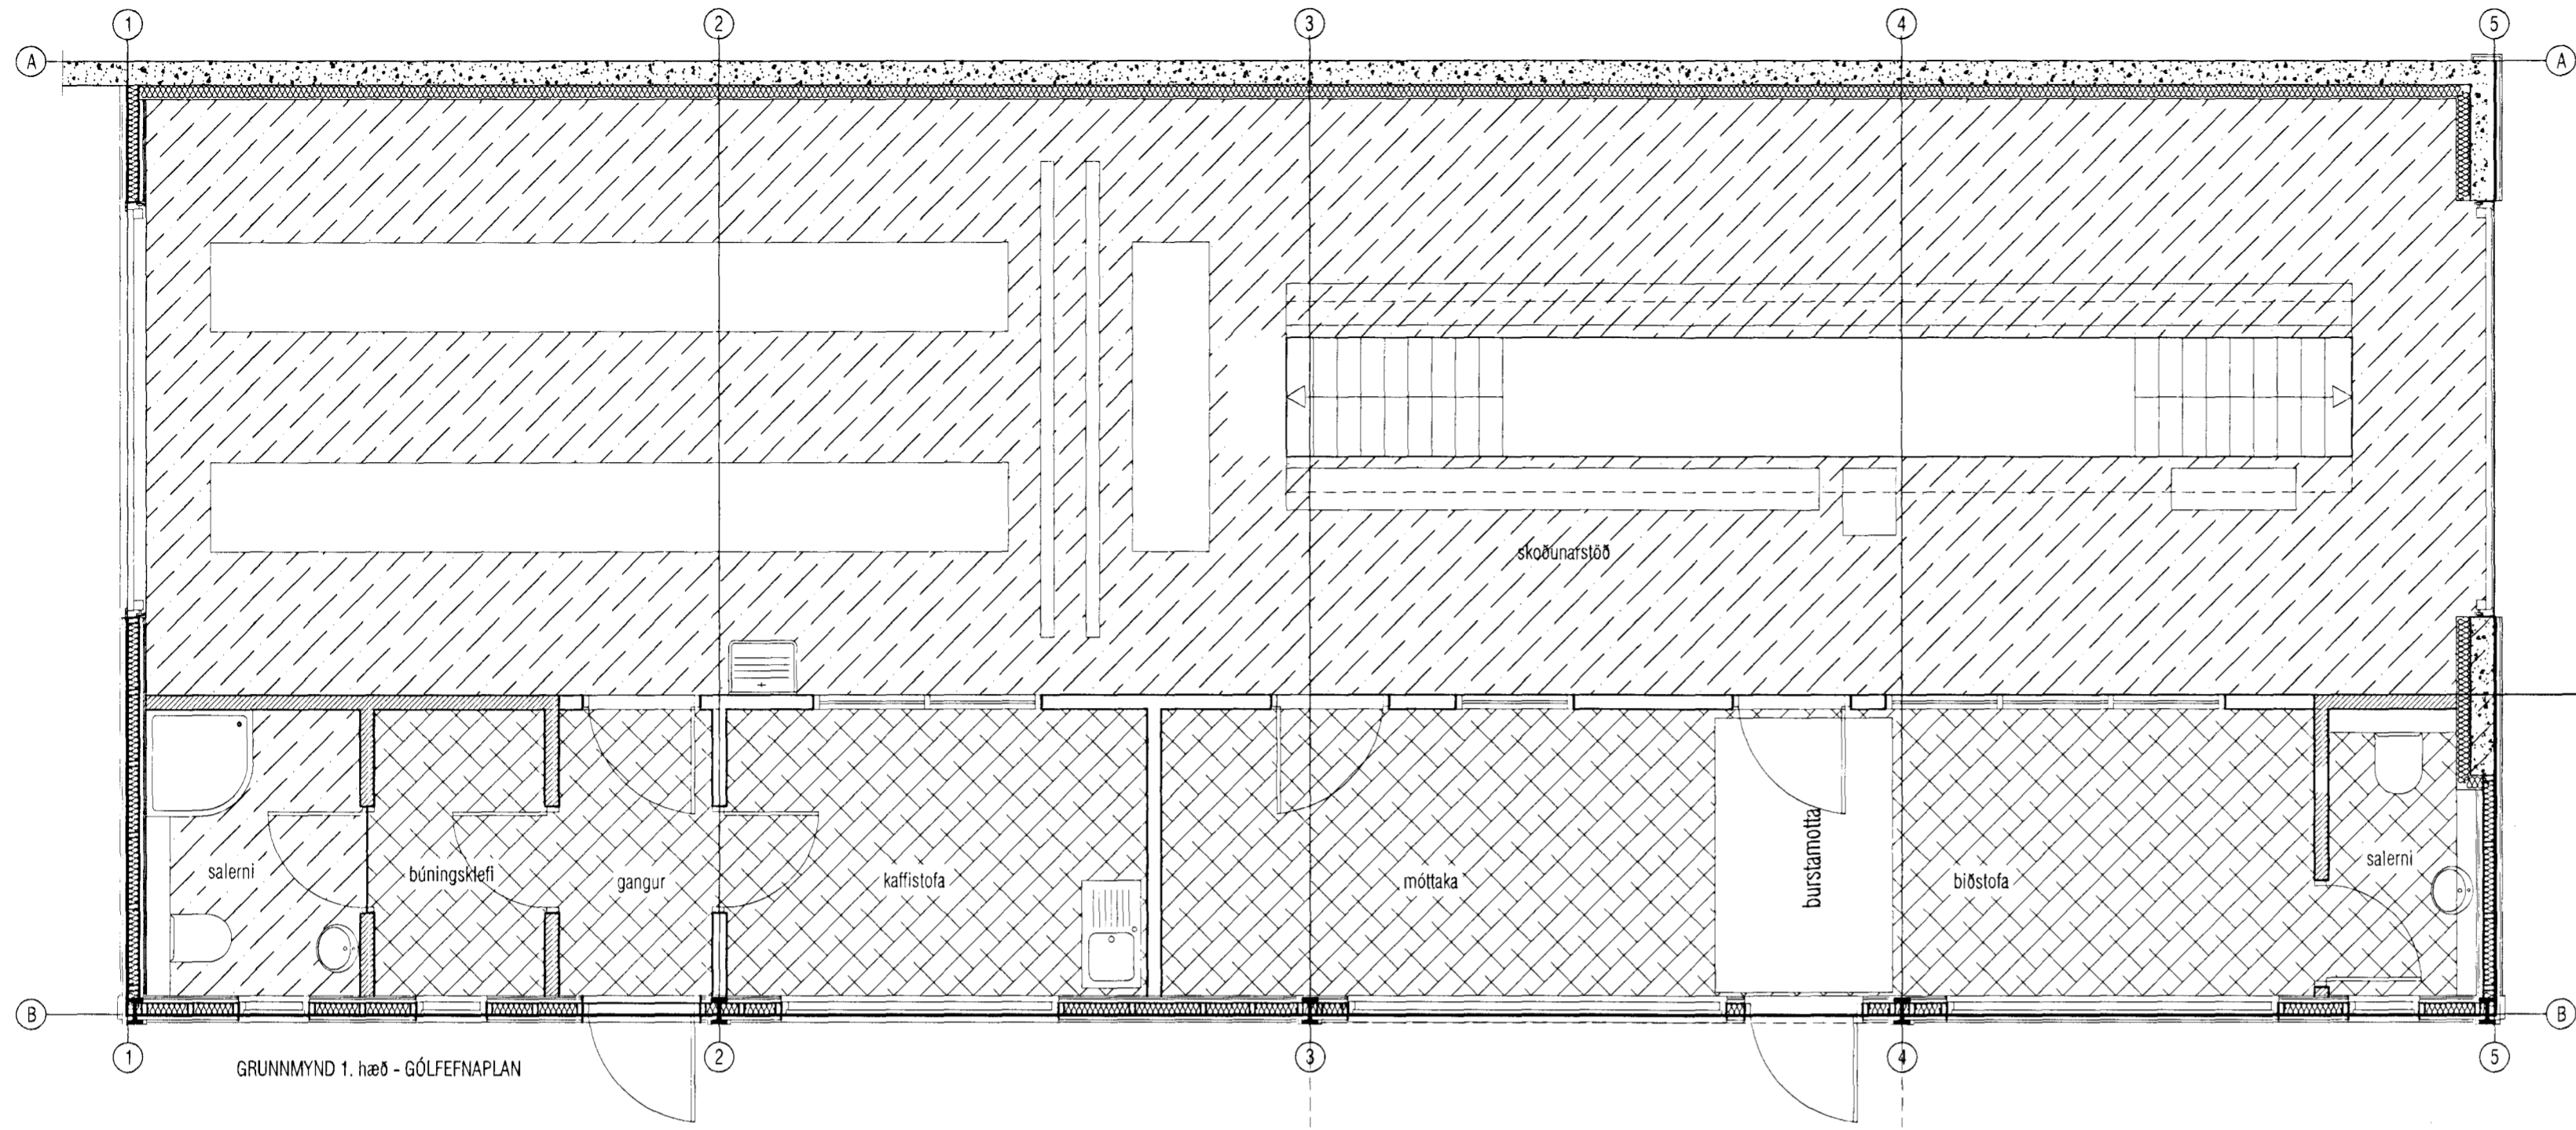 1 2 3 4 5
A A
skoðunarstöð
salerni búningsklefi gangur kaffistofa móttaka burstamotta biðstofa salerni
B B
1 2 3 4 5
GRUNNMYND 1. hæð - GÓLFEFNAPLAN